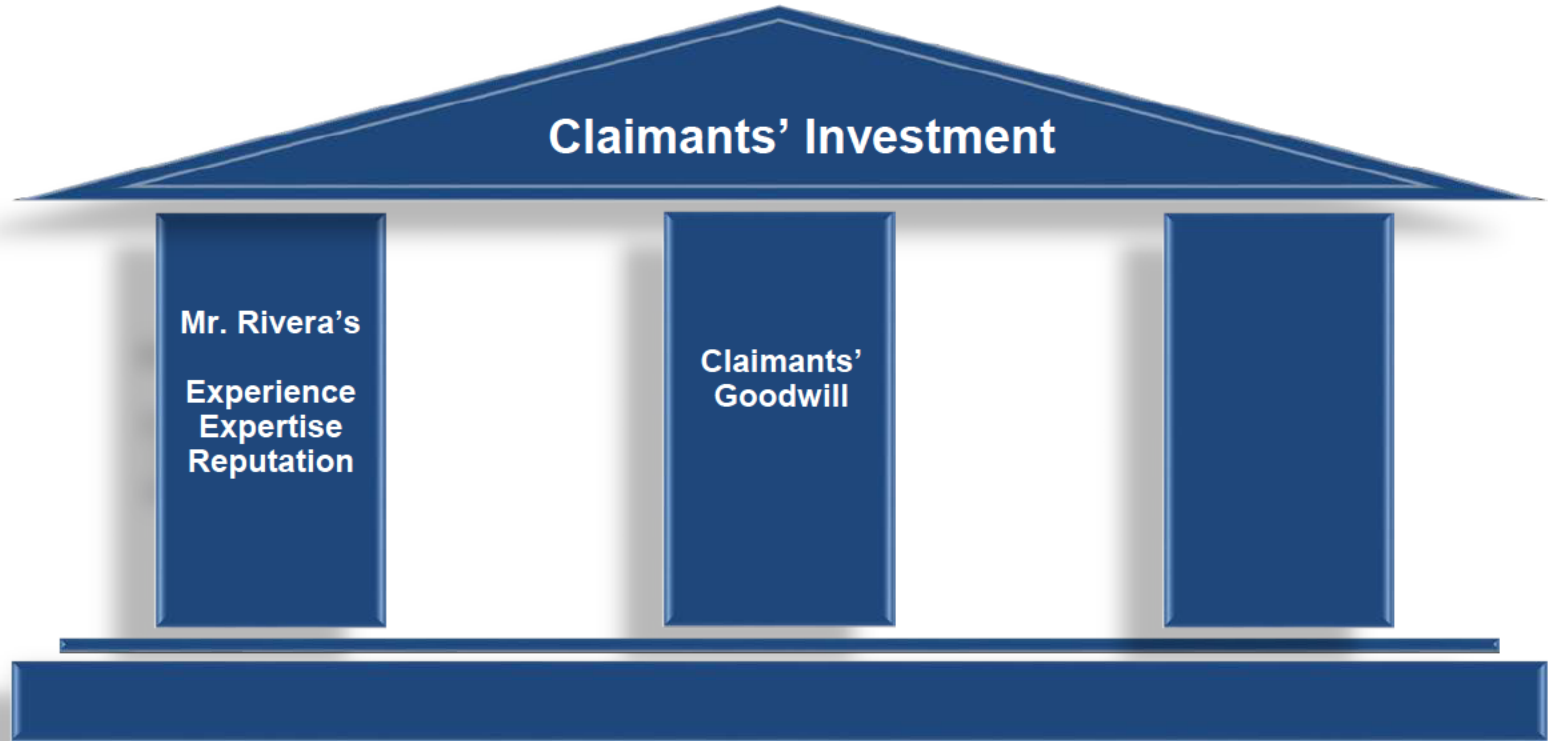 Claimants’ Investment
Mr. Rivera’s
Experience
Expertise
Reputation
Claimants’
Goodwill